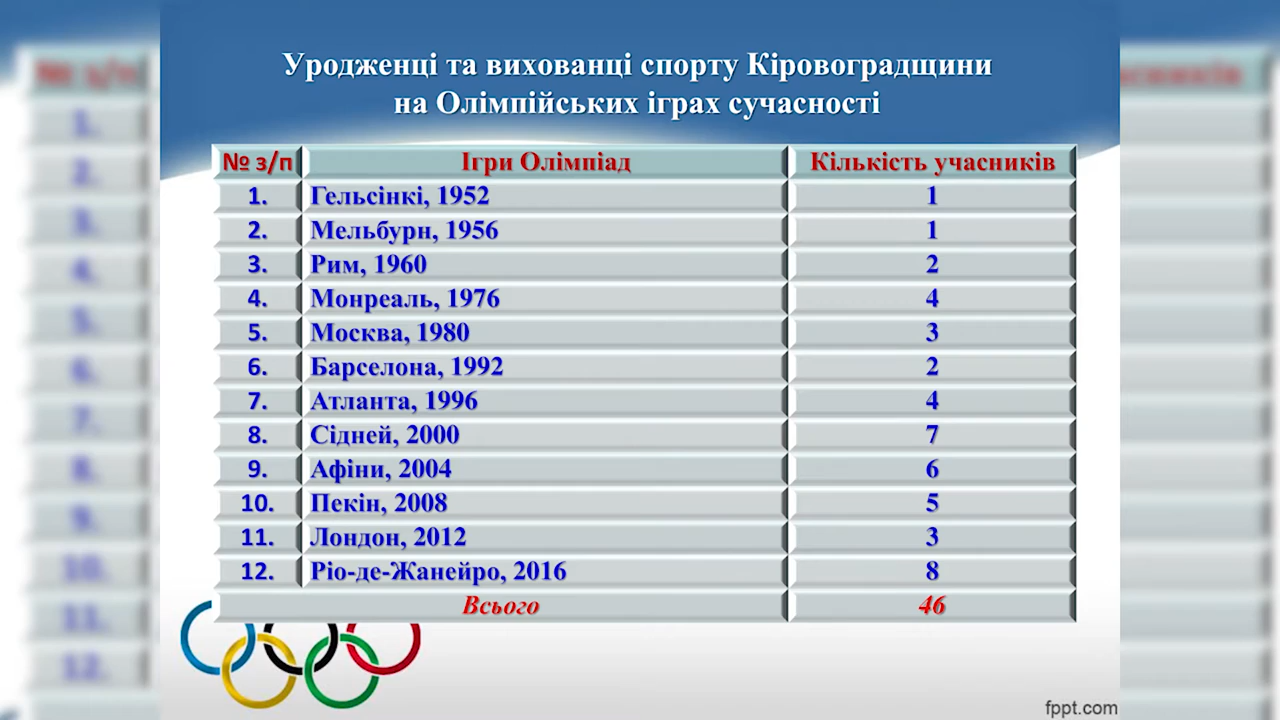 Уродженці та вихованці спорту Кіровоградщини
на Олімпійських іграх сучасності
№ з/п Ігри Олімпіад Кількість учасників
1. Гельсінкі, 1952 1
2. Мельбурн, 1956 1
3. Рим, 1960 2
4. Монреаль, 1976 4
5. Москва, 1980 3
6. Барселона, 1992 2
7. Атланта, 1996 4
8. Сідней, 2000 7
9. Афіни, 2004 6
10. Пекін, 2008 5
11. Лондон, 2012 3
12. Ріо-де-Жанейро, 2016 8
Всього 46
fppt.com